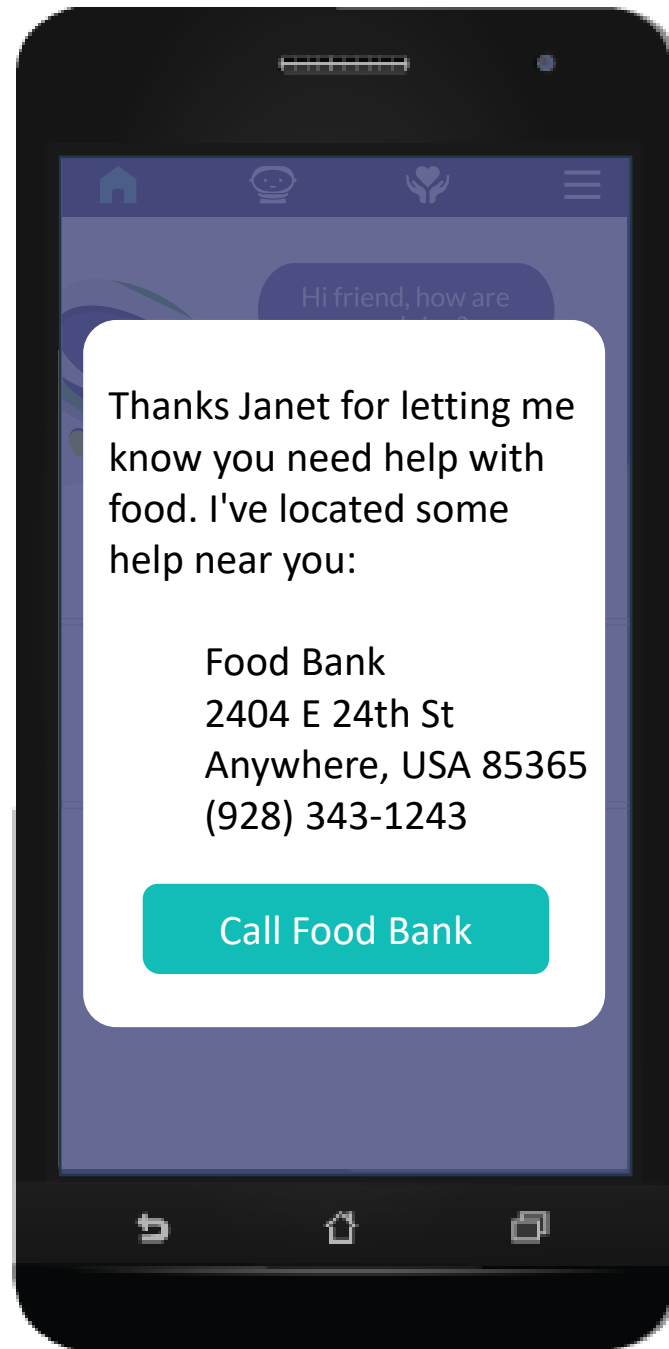 Hi friend, how are
Thanks Janet for letting me
know you need help with
food. I've located some
help near you:
Food Bank
2404 E 24th St
Anywhere, USA 85365
(928) 343-1243
Call Food Bank